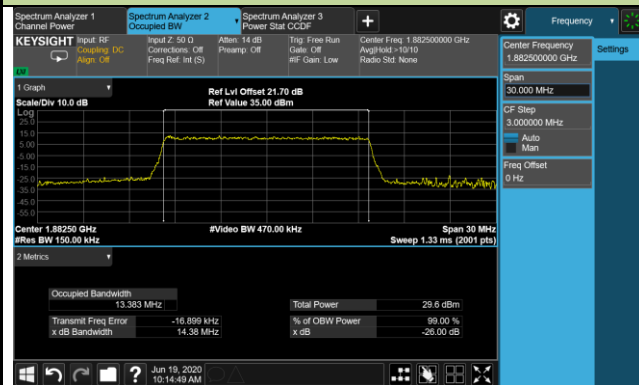 Spectrum Analyzer 1
Channel Power
Spectrum Analyzer 2
Occupied BW
Spectrum Analyzer 3
Power Stat CCDF
Frequency
KEYSIGHT
Input: RF
Coupling: DC
Align: Off
Input Z: 50 Ω
Corrections: Off
Freq Ref: Int (S)
Atten: 14 dB
Preamp: Off
Trig: Free Run
Gate: Off
#IF Gain: Low
Center Freq: 1.882500000 GHz
Avg|Hold:>10/10
Radio Std: None
Center Frequency
1.882500000 GHz
Settings
Span
30.000 MHz
CF Step
3.000000 MHz
Auto
Man
Freq Offset
0 Hz
1 Graph
Scale/Div 10.0 dB
Ref Lvl Offset 21.70 dB
Ref Value 35.00 dBm
Log
25.0
15.0
5.00
-5.00
-15.0
-25.0
-35.0
-45.0
-55.0
Center 1.88250 GHz
#Res BW 150.00 kHz
#Video BW 470.00 kHz
Span 30 MHz
Sweep 1.33 ms (2001 pts)
2 Metrics
Occupied Bandwidth
13.383 MHz
Total Power 29.6 dBm
Transmit Freq Error -16.899 kHz
% of OBW Power 99.00 %
x dB Bandwidth 14.38 MHz
x dB -26.00 dB
?
Jun 19, 2020
10:14:49 AM